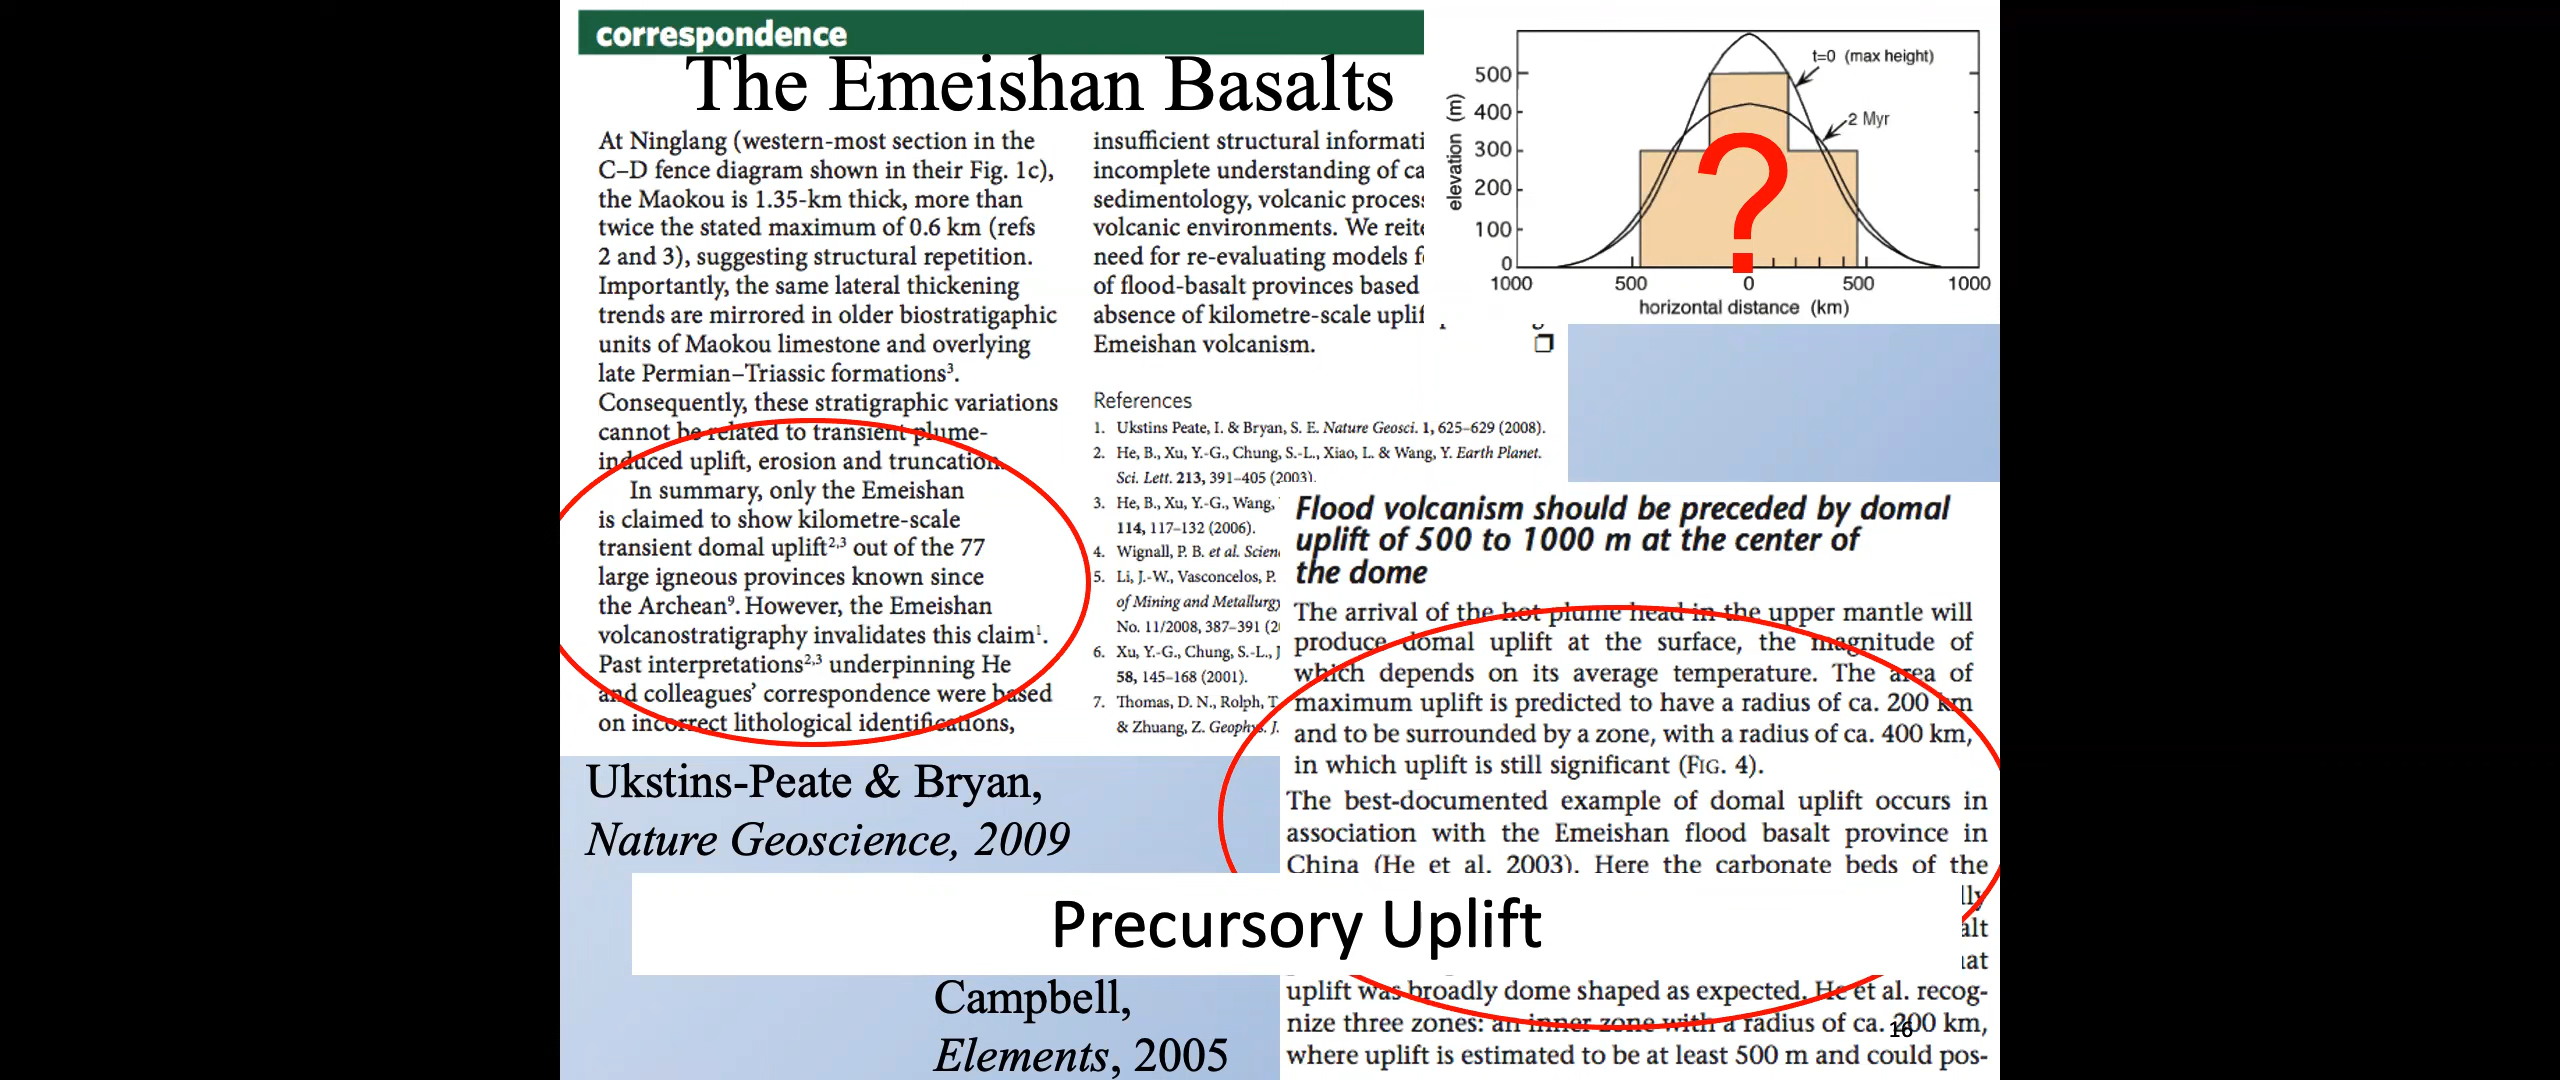 correspondence
The Emeishan Basalts
At Ninglang (western-most section in the
C–D fence diagram shown in their Fig. 1c),
the Maokou is 1.35-km thick, more than
twice the stated maximum of 0.6 km (refs
2 and 3), suggesting structural repetition.
Importantly, the same lateral thickening
trends are mirrored in older biostratigaphic
units of Maokou limestone and overlying
late Permian–Triassic formations³.
Consequently, these stratigraphic variations
cannot be related to transient plume-
induced uplift, erosion and truncation.
In summary, only the Emeishan
is claimed to show kilometre-scale
transient domal uplift²,³ out of the 77
large igneous provinces known since
the Archean⁹. However, the Emeishan
volcanostratigraphy invalidates this claim¹.
Past interpretations²,³ underpinning He
and colleagues’ correspondence were based
on incorrect lithological identifications,
insufficient structural informati
incomplete understanding of ca
sedimentology, volcanic process
volcanic environments. We reite
need for re-evaluating models f
of flood-basalt provinces based
absence of kilometre-scale uplif
Emeishan volcanism.
References
1. Ukstins Peate, I. & Bryan, S. E. Nature Geosci. 1, 625–629 (2008).
2. He, B., Xu, Y.-G., Chung, S.-L., Xiao, L. & Wang, Y. Earth Planet.
Sci. Lett. 213, 391–405 (2003).
3. He, B., Xu, Y.-G., Wang,
114, 117–132 (2006).
4. Wignall, P. B. et al. Scien
5. Li, J.-W., Vasconcelos, P.
of Mining and Metallurgy
No. 11/2008, 387–391 (2
6. Xu, Y.-G., Chung, S.-L., J
58, 145–168 (2001).
7. Thomas, D. N., Rolph, T
& Zhuang, Z. Geophys. J.
elevation (m)
500
400
300
200
100
0
t=0 (max height)
2 Myr
?
1000 500 0 500 1000
horizontal distance (km)
Flood volcanism should be preceded by domal
uplift of 500 to 1000 m at the center of
the dome
The arrival of the hot plume head in the upper mantle will
produce domal uplift at the surface, the magnitude of
which depends on its average temperature. The area of
maximum uplift is predicted to have a radius of ca. 200 km
and to be surrounded by a zone, with a radius of ca. 400 km,
in which uplift is still significant (FIG. 4).
The best-documented example of domal uplift occurs in
association with the Emeishan flood basalt province in
China (He et al. 2003). Here the carbonate beds of the
lly
alt
at
uplift was broadly dome shaped as expected. He et al. recog-
nize three zones: an inner zone with a radius of ca. 200 km,
where uplift is estimated to be at least 500 m and could pos-
Ukstins-Peate & Bryan,
Nature Geoscience, 2009
Precursory Uplift
Campbell,
Elements, 2005
16